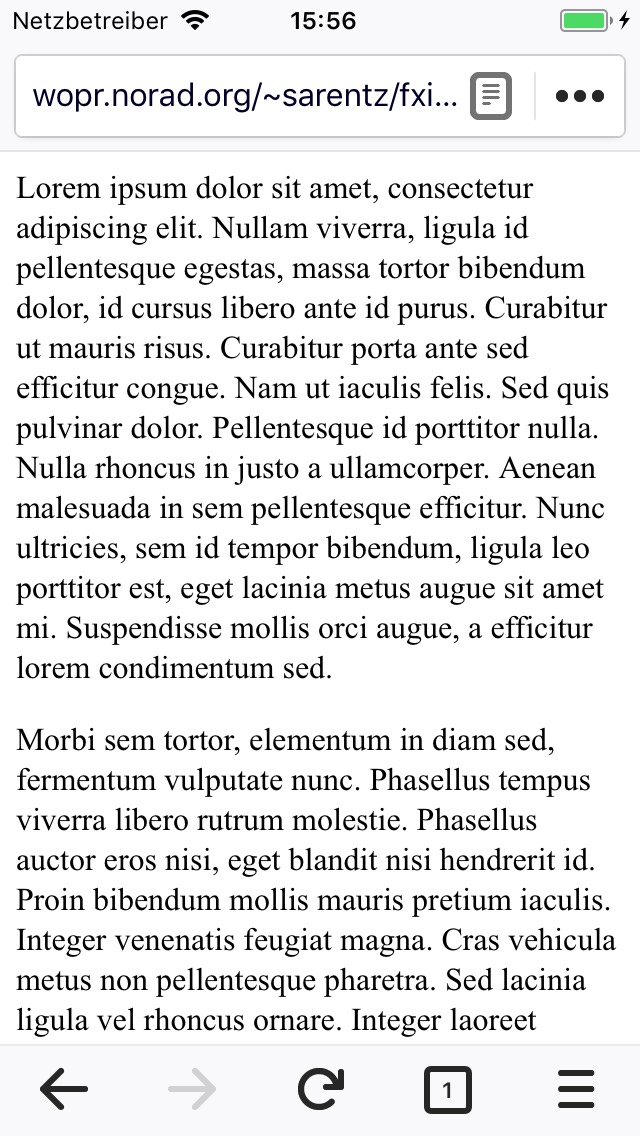 Netzbetreiber 15:56
wopr.norad.org/~sarentz/fxi...
Lorem ipsum dolor sit amet, consectetur
adipiscing elit. Nullam viverra, ligula id
pellentesque egestas, massa tortor bibendum
dolor, id cursus libero ante id purus. Curabitur
ut mauris risus. Curabitur porta ante sed
efficitur congue. Nam ut iaculis felis. Sed quis
pulvinar dolor. Pellentesque id porttitor nulla.
Nulla rhoncus in justo a ullamcorper. Aenean
malesuada in sem pellentesque efficitur. Nunc
ultricies, sem id tempor bibendum, ligula leo
porttitor est, eget lacinia metus augue sit amet
mi. Suspendisse mollis orci augue, a efficitur
lorem condimentum sed.
Morbi sem tortor, elementum in diam sed,
fermentum vulputate nunc. Phasellus tempus
viverra libero rutrum molestie. Phasellus
auctor eros nisi, eget blandit nisi hendrerit id.
Proin bibendum mollis mauris pretium iaculis.
Integer venenatis feugiat magna. Cras vehicula
metus non pellentesque pharetra. Sed lacinia
ligula vel rhoncus ornare. Integer laoreet
1